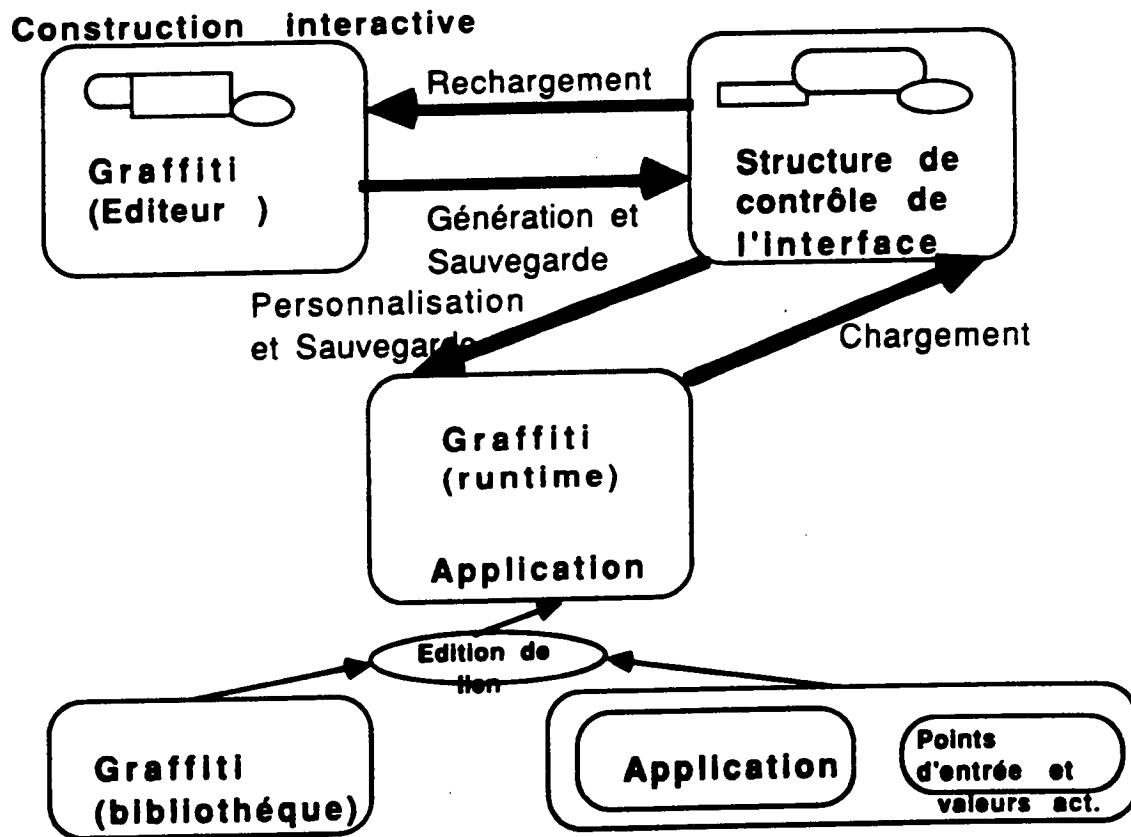 Construction interactive
Rechargement
Graffiti
(Editeur )
Structure de
contrôle de
l'interface
Génération et
Sauvegarde
Personnalisation
et Sauvegarde
Chargement
Graffiti
(runtime)
Application
Edition de
lien
Graffiti
(bibliothéque)
Application
Points
d'entrée et
valeurs act.